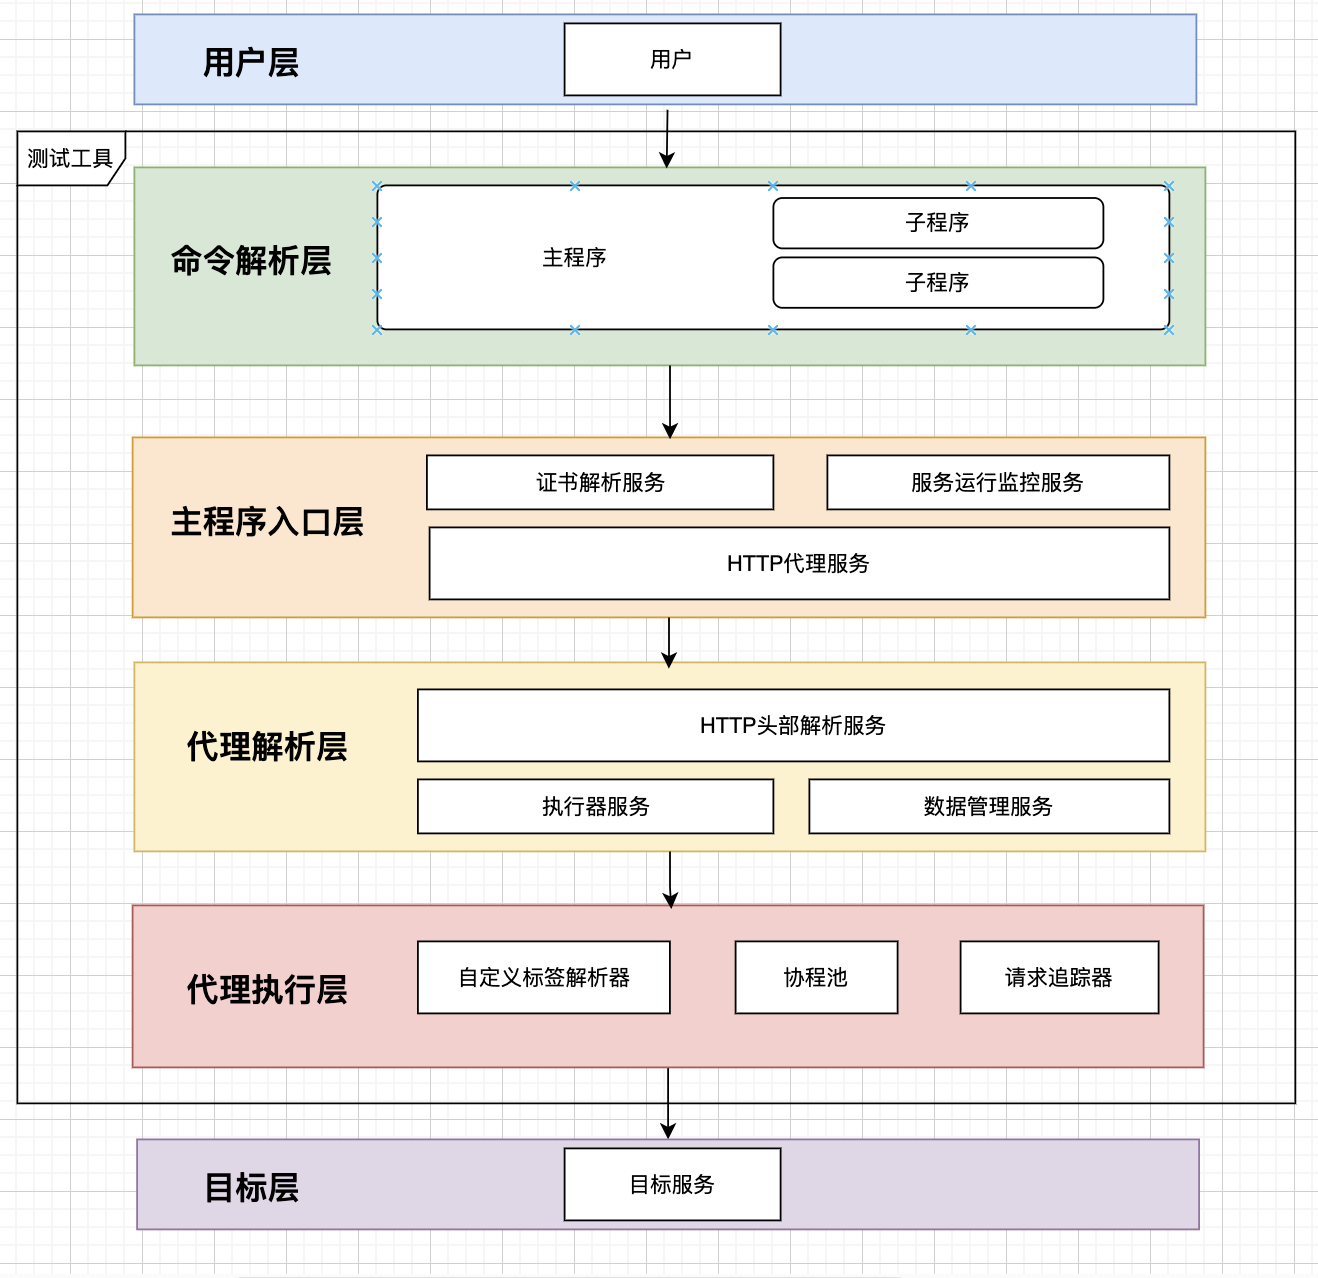 用户层
用户
测试工具
命令解析层
主程序
子程序
子程序
主程序入口层
证书解析服务
服务运行监控服务
HTTP代理服务
代理解析层
HTTP头部解析服务
执行器服务
数据管理服务
代理执行层
自定义标签解析器
协程池
请求追踪器
目标层
目标服务